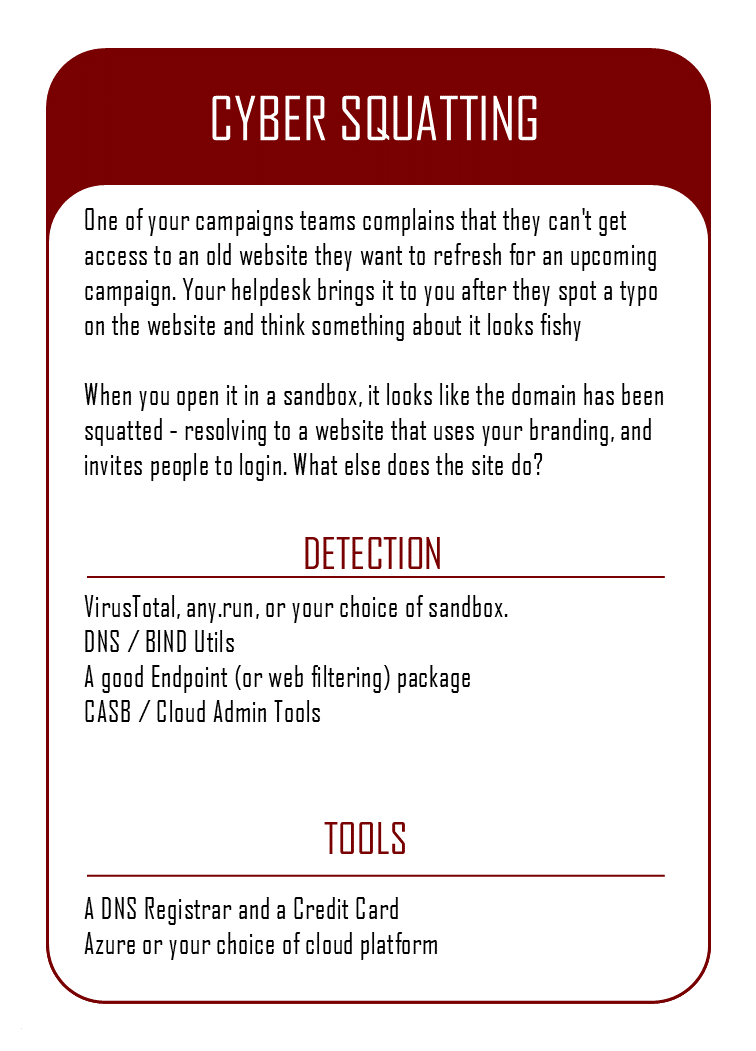 CYBER SQUATTING
One of your campaigns teams complains that they can't get
access to an old website they want to refresh for an upcoming
campaign. Your helpdesk brings it to you after they spot a typo
on the website and think something about it looks fishy
When you open it in a sandbox, it looks like the domain has been
squatted - resolving to a website that uses your branding, and
invites people to login. What else does the site do?
DETECTION
VirusTotal, any.run, or your choice of sandbox.
DNS / BIND Utils
A good Endpoint (or web filtering) package
CASB / Cloud Admin Tools
TOOLS
A DNS Registrar and a Credit Card
Azure or your choice of cloud platform